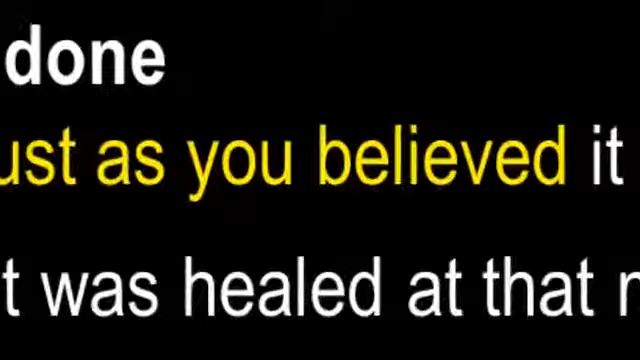 done
ust as you believed it
t was healed at that